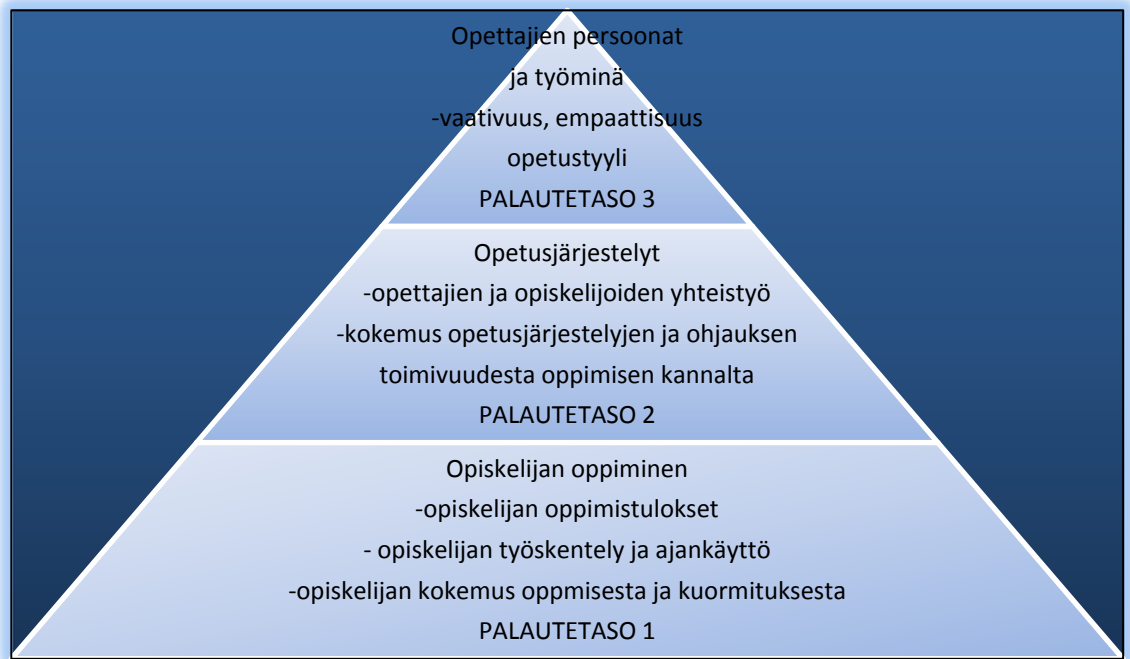 Opettajien persoonat
ja työminä
-vaativuus, empaattisuus
opetustyyli
PALAUTETASO 3
Opetusjärjestelyt
-opettajien ja opiskelijoiden yhteistyö
-kokemus opetusjärjestelyjen ja ohjauksen
toimivuudesta oppimisen kannalta
PALAUTETASO 2
Opiskelijan oppiminen
-opiskelijan oppimistulokset
- opiskelijan työskentely ja ajankäyttö
-opiskelijan kokemus oppmisesta ja kuormituksesta
PALAUTETASO 1